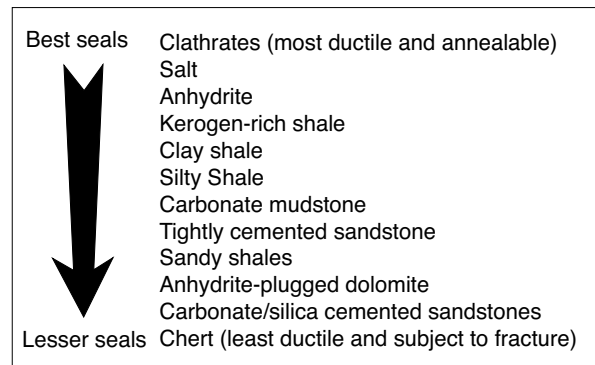 Best seals
Clathrates (most ductile and annealable)
Salt
Anhydrite
Kerogen-rich shale
Clay shale
Silty Shale
Carbonate mudstone
Tightly cemented sandstone
Sandy shales
Anhydrite-plugged dolomite
Carbonate/silica cemented sandstones
Lesser seals
Chert (least ductile and subject to fracture)